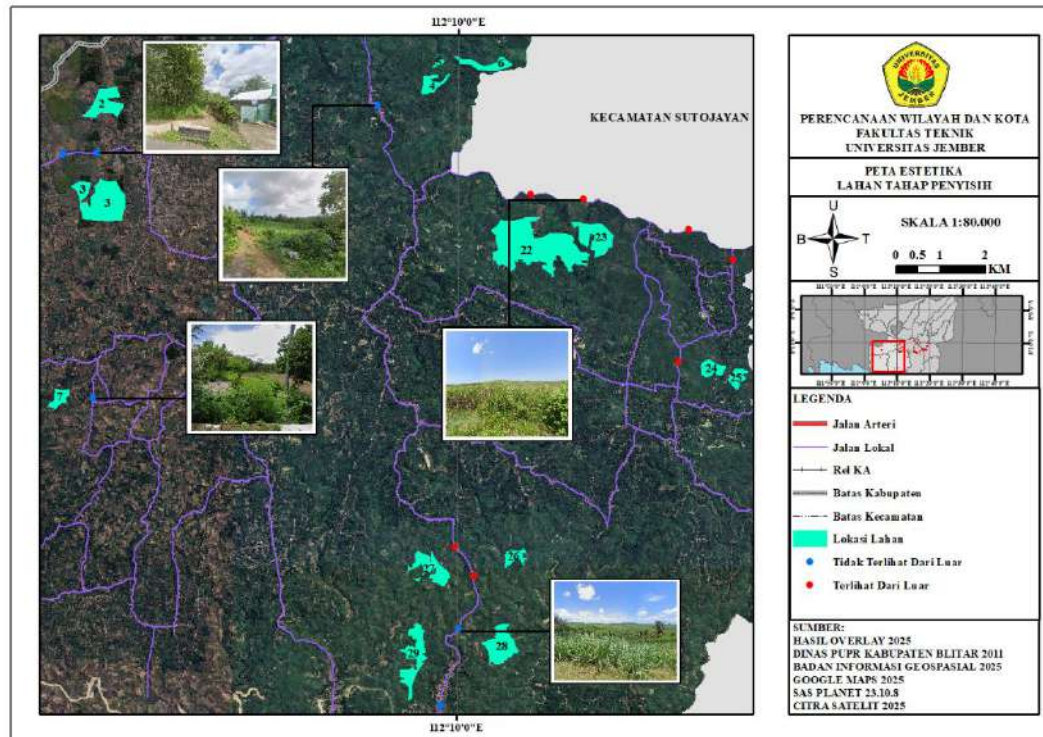 112°10'0"E
KECAMATAN SUTOJAYAN
2
3
3
4
6
7
22
23
24
25
26
27
28
29
112°10'0"E
UNIVERSITAS
JEMBER
PERENCANAAN WILAYAH DAN KOTA
FAKULTAS TEKNIK
UNIVERSITAS JEMBER
PETA ESTETIKA
LAHAN TAHAP PENYISIH
U
B T
S
SKALA 1:80.000
0 0.5 1 2
KM
LEGENDA
Jalan Arteri
Jalan Lokal
Rel KA
Batas Kabupaten
Batas Kecamatan
Lokasi Lahan
Tidak Terlihat Dari Luar
Terlihat Dari Luar
SUMBER:
HASIL OVERLAY 2025
DINAS PUPR KABUPATEN BLITAR 2011
BADAN INFORMASI GEOSPASIAL 2025
GOOGLE MAPS 2025
SAS PLANET 23.10.8
CITRA SATELIT 2025